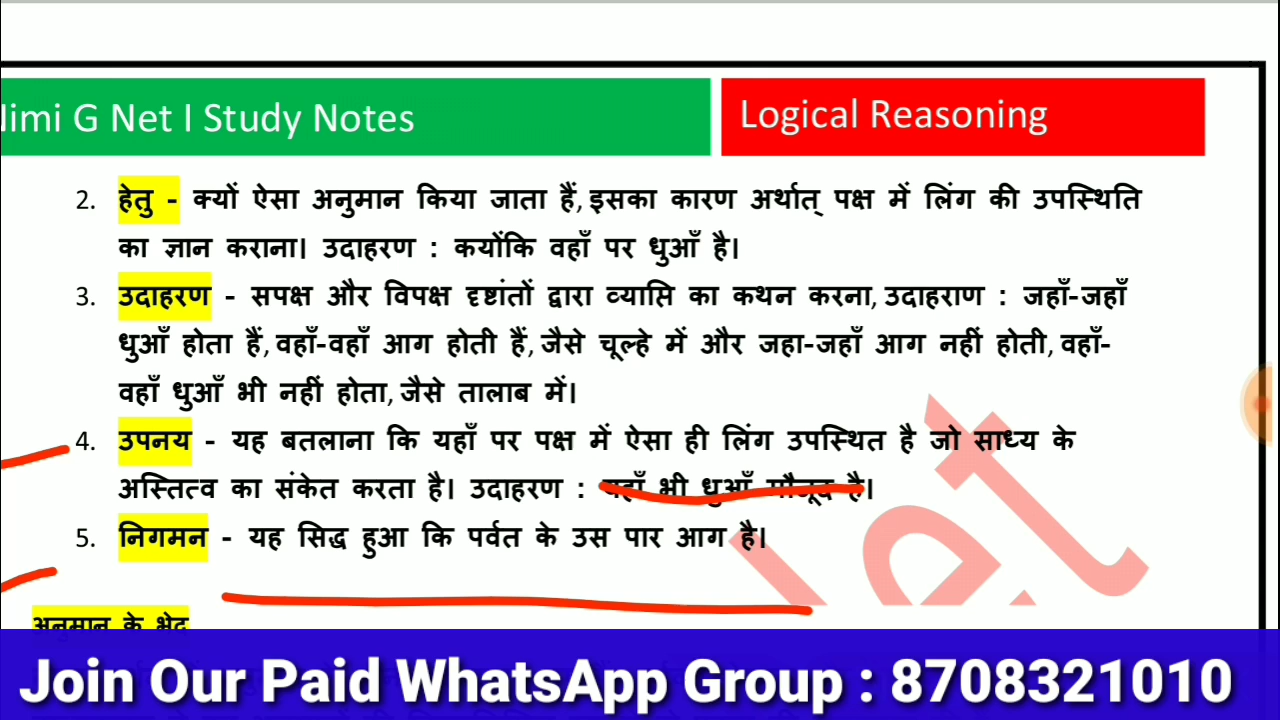 Nimi G Net I Study Notes
Logical Reasoning
2. हेतु - क्यों ऐसा अनुमान किया जाता हैं, इसका कारण अर्थात् पक्ष में लिंग की उपस्थिति
का ज्ञान कराना। उदाहरण : कयोंकि वहाँ पर धुआँ है।
3. उदाहरण - सपक्ष और विपक्ष दृष्टांतों द्वारा व्याप्ति का कथन करना, उदाहराण : जहाँ-जहाँ
धुआँ होता हैं, वहाँ-वहाँ आग होती हैं, जैसे चूल्हे में और जहा-जहाँ आग नहीं होती, वहाँ-
वहाँ धुआँ भी नहीं होता, जैसे तालाब में।
4. उपनय - यह बतलाना कि यहाँ पर पक्ष में ऐसा ही लिंग उपस्थित है जो साध्य के
अस्तित्व का संकेत करता है। उदाहरण : यहाँ भी धुआँ मौजूद है।
5. निगमन - यह सिद्ध हुआ कि पर्वत के उस पार आग है।
अनुमान के भेद
Join Our Paid WhatsApp Group : 8708321010